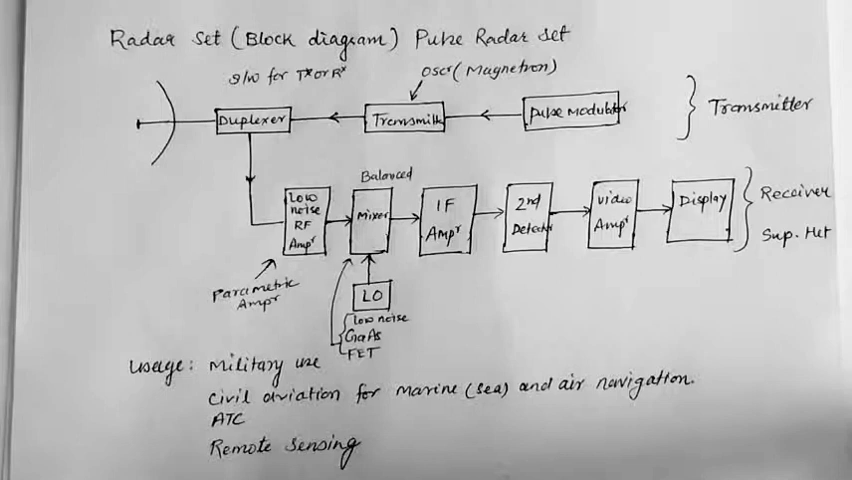 Radar Set (Block diagram) Pulse Radar set
s/w for Tx or Rx
oscr (Magnetron)
Duplexer
Transmitt
Pulse Modulator
Transmitter
Balanced
Low noise RF Ampr
Mixer
IF Ampr
2nd Detector
video Ampr
Display
Receiver
Sup. Het
Parametric
Ampr
LO
low noise
GaAs
FET
Usage: Military use
Civil aviation for marine (sea) and air navigation.
ATC
Remote Sensing